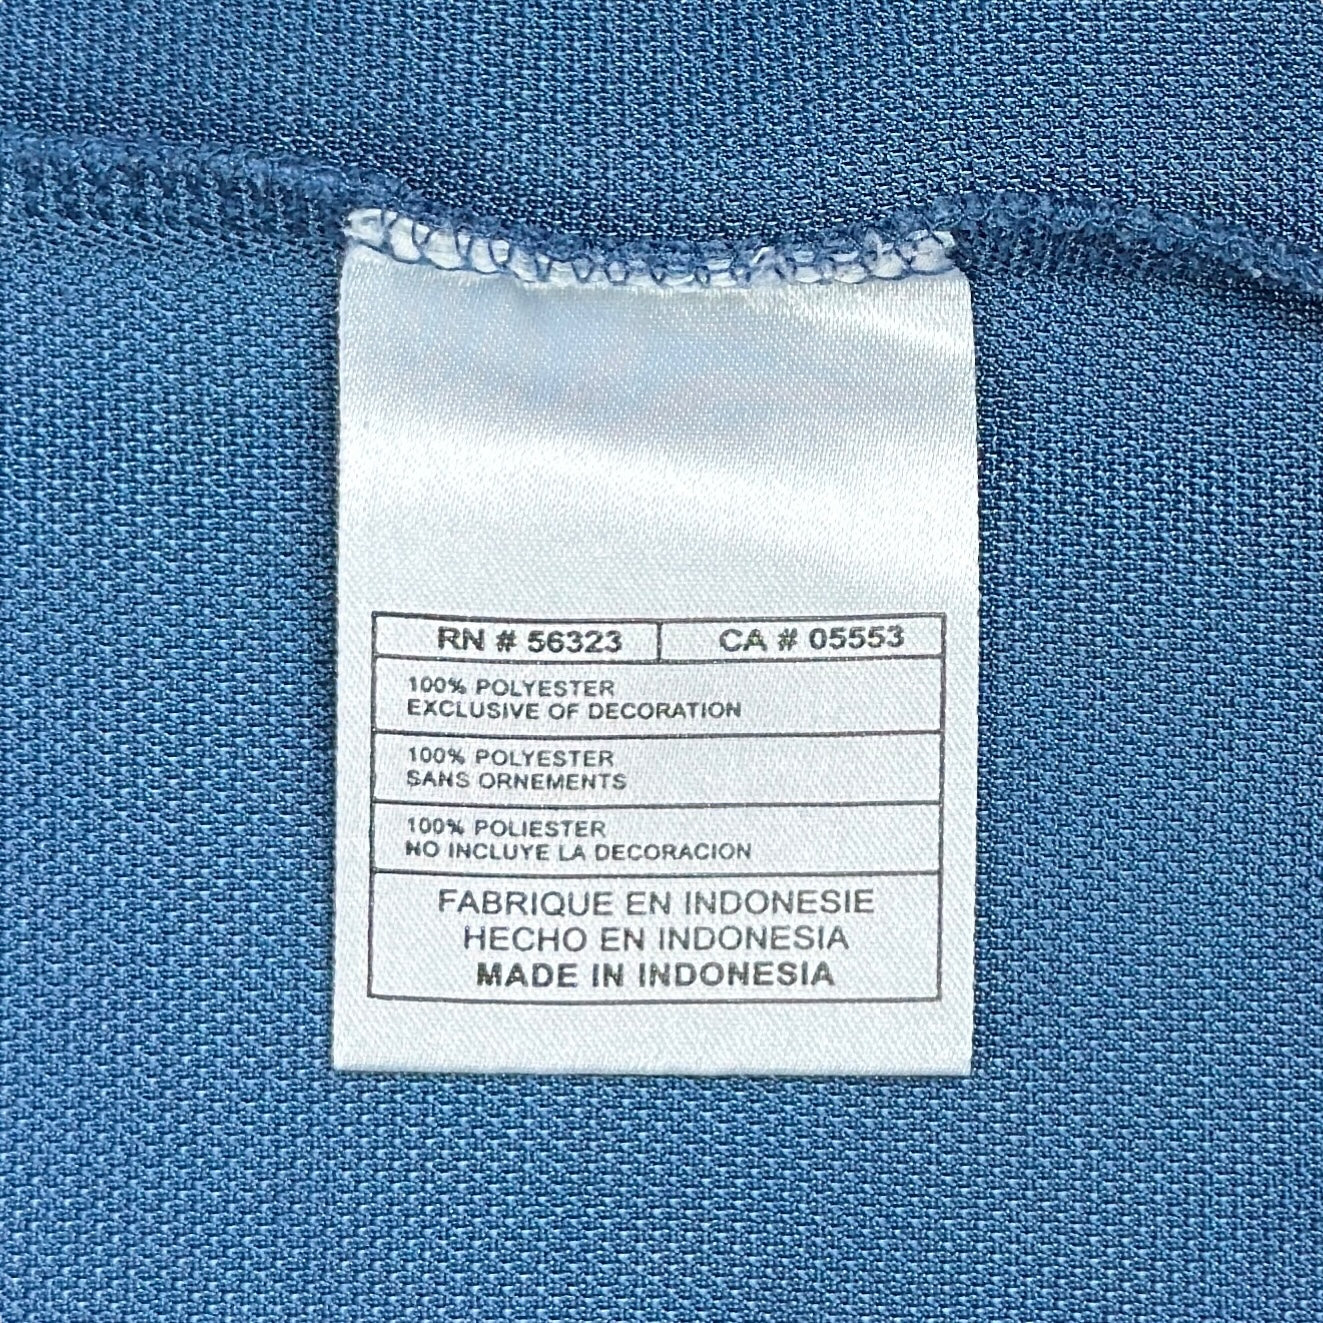 RN # 56323 CA # 05553
100% POLYESTER
EXCLUSIVE OF DECORATION
100% POLYESTER
SANS ORNEMENTS
100% POLIESTER
NO INCLUYE LA DECORACION
FABRIQUE EN INDONESIE
HECHO EN INDONESIA
MADE IN INDONESIA